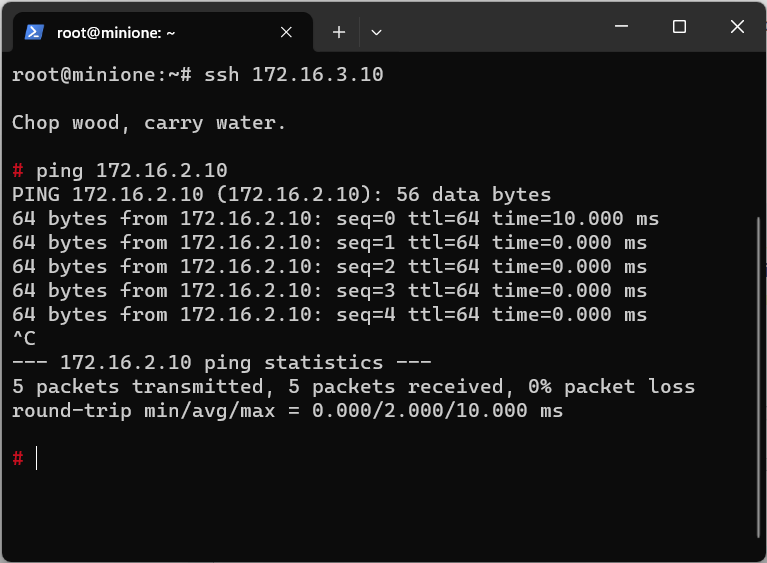 root@minione: ~
root@minione:~# ssh 172.16.3.10
Chop wood, carry water.
# ping 172.16.2.10
PING 172.16.2.10 (172.16.2.10): 56 data bytes
64 bytes from 172.16.2.10: seq=0 ttl=64 time=10.000 ms
64 bytes from 172.16.2.10: seq=1 ttl=64 time=0.000 ms
64 bytes from 172.16.2.10: seq=2 ttl=64 time=0.000 ms
64 bytes from 172.16.2.10: seq=3 ttl=64 time=0.000 ms
64 bytes from 172.16.2.10: seq=4 ttl=64 time=0.000 ms
^C
--- 172.16.2.10 ping statistics ---
5 packets transmitted, 5 packets received, 0% packet loss
round-trip min/avg/max = 0.000/2.000/10.000 ms
#